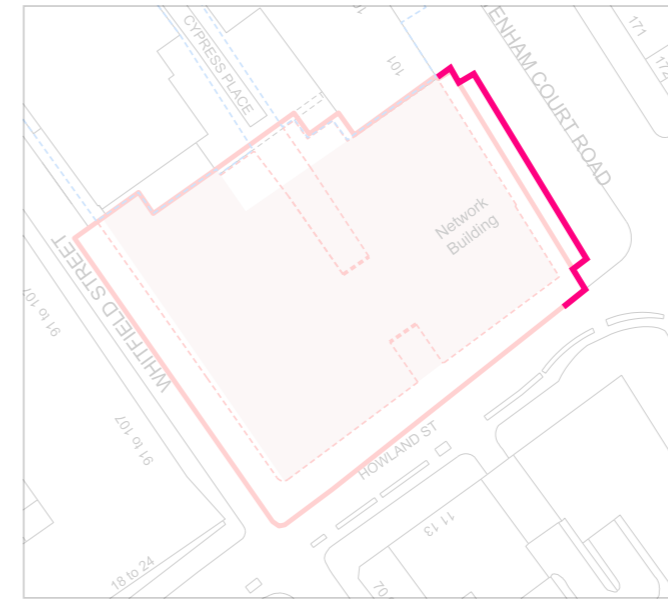 CYPRESS PLACE
101
ENHAM COURT ROAD
171
Network
Building
WHITFIELD STREET
91 to 107
91 to 107
HOWLAND ST
11 13
18 to 24
70